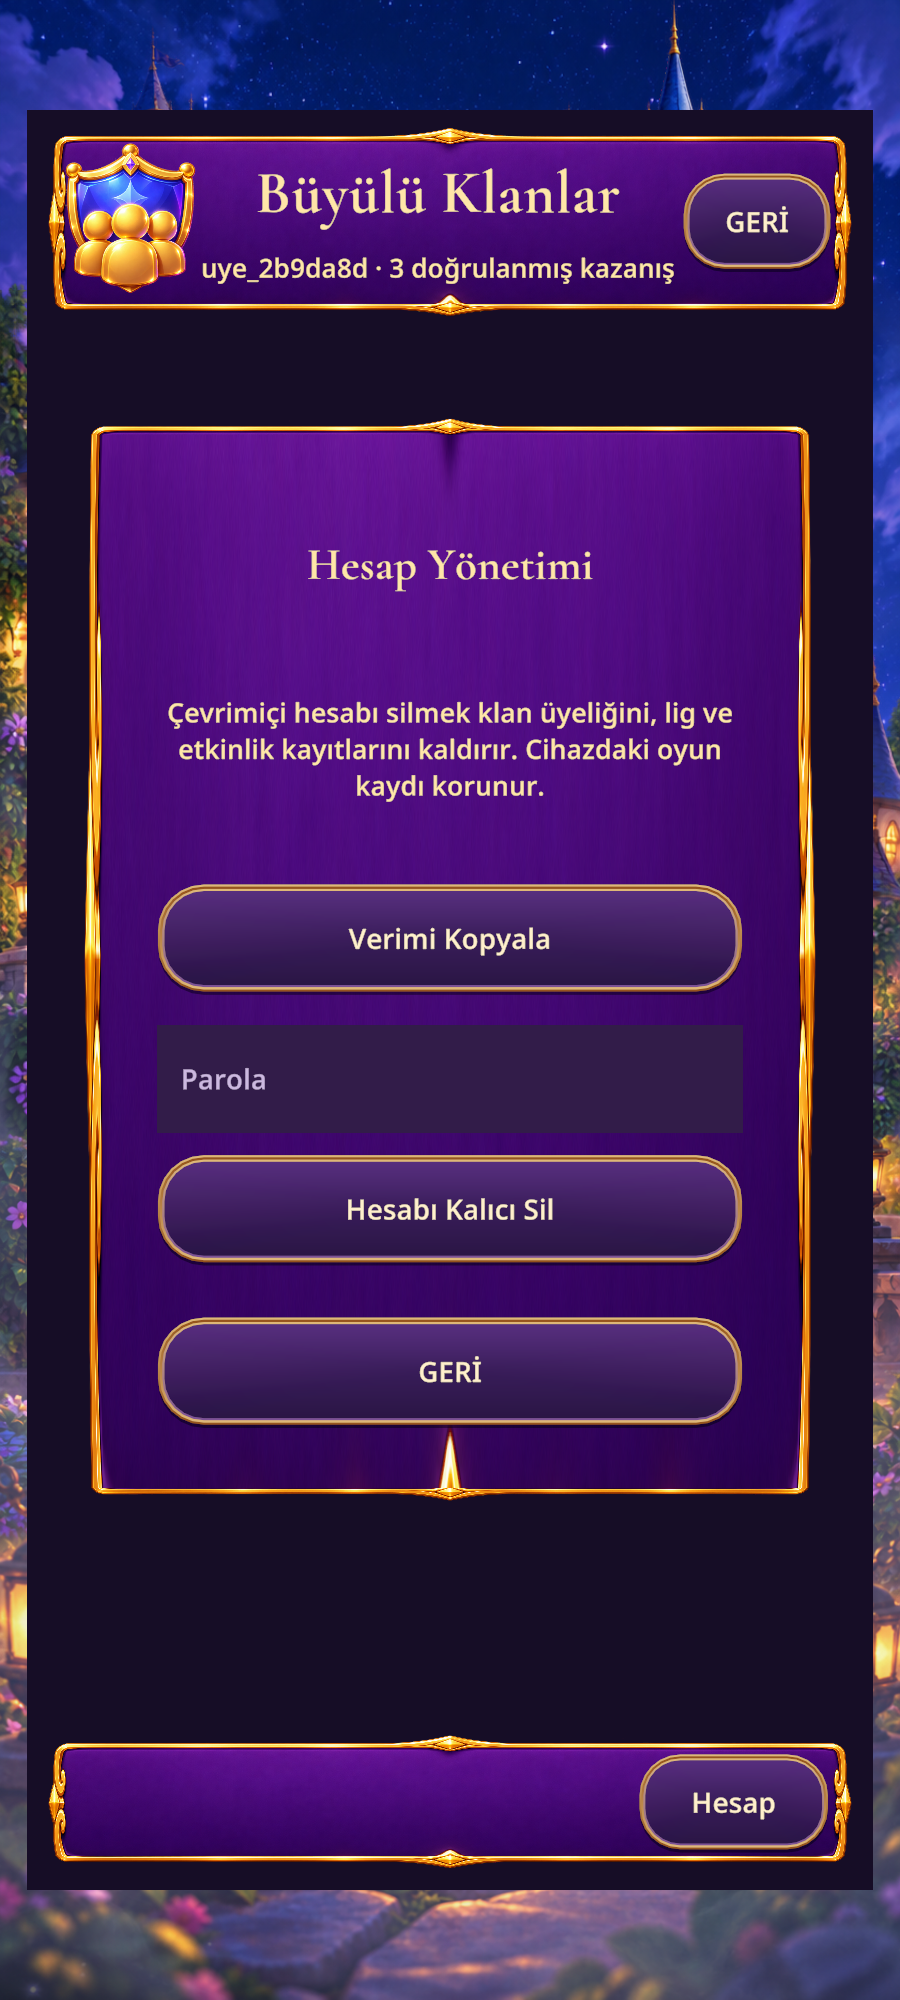 Büyülü Klanlar
GERİ
uye_2b9da8d · 3 doğrulanmış kazanış
Hesap Yönetimi
Çevrimiçi hesabı silmek klan üyeliğini, lig ve
etkinlik kayıtlarını kaldırır. Cihazdaki oyun
kaydı korunur.
Verimi Kopyala
Parola
Hesabı Kalıcı Sil
GERİ
Hesap